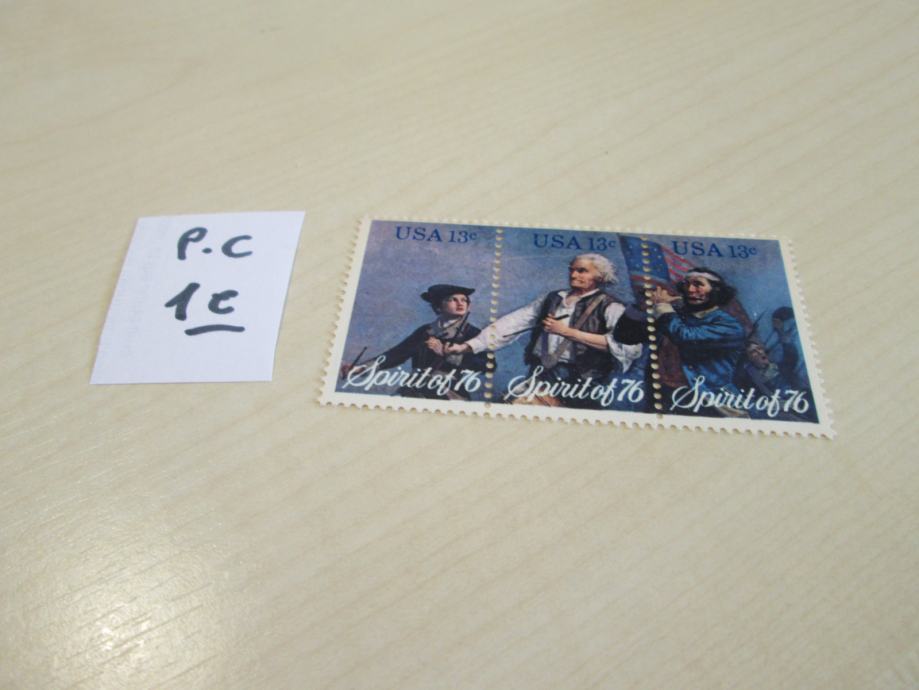 P.C
1€
USA 13c
USA 13c
USA 13c
Spirit of 76
Spirit of 76
Spirit of 76